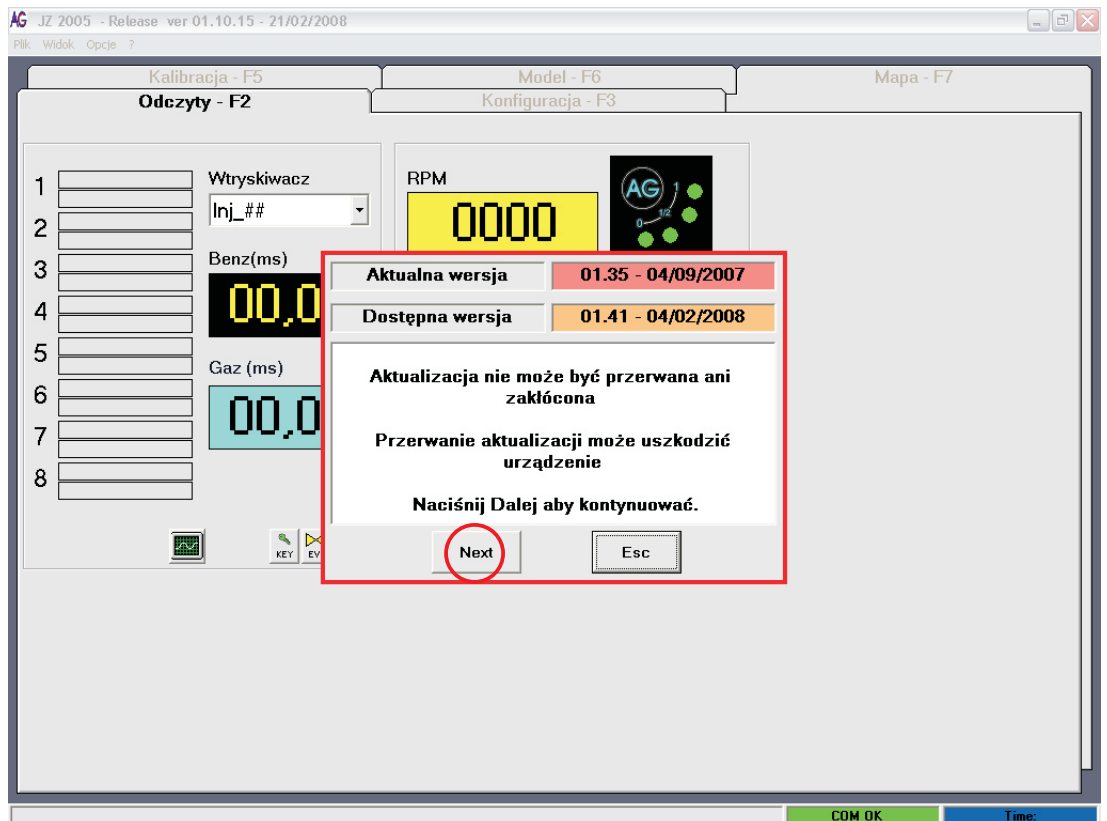 AG JZ 2005 - Release ver 01.10.15 - 21/02/2008
Plik Widok Opcje ?
Kalibracja - F5 Model - F6 Mapa - F7
Odczyty - F2 Konfiguracja - F3
1
2
3
4
5
6
7
8
Wtryskiwacz
Inj_##
Benz(ms)
00,0
Gaz (ms)
00,0
KEY EV
RPM
0000
AG 1
0 1/2
Aktualna wersja 01.35 - 04/09/2007
Dostępna wersja 01.41 - 04/02/2008
Aktualizacja nie może być przerwana ani
zakłócona
Przerwanie aktualizacji może uszkodzić
urządzenie
Naciśnij Dalej aby kontynuować.
Next Esc
COM OK Time: